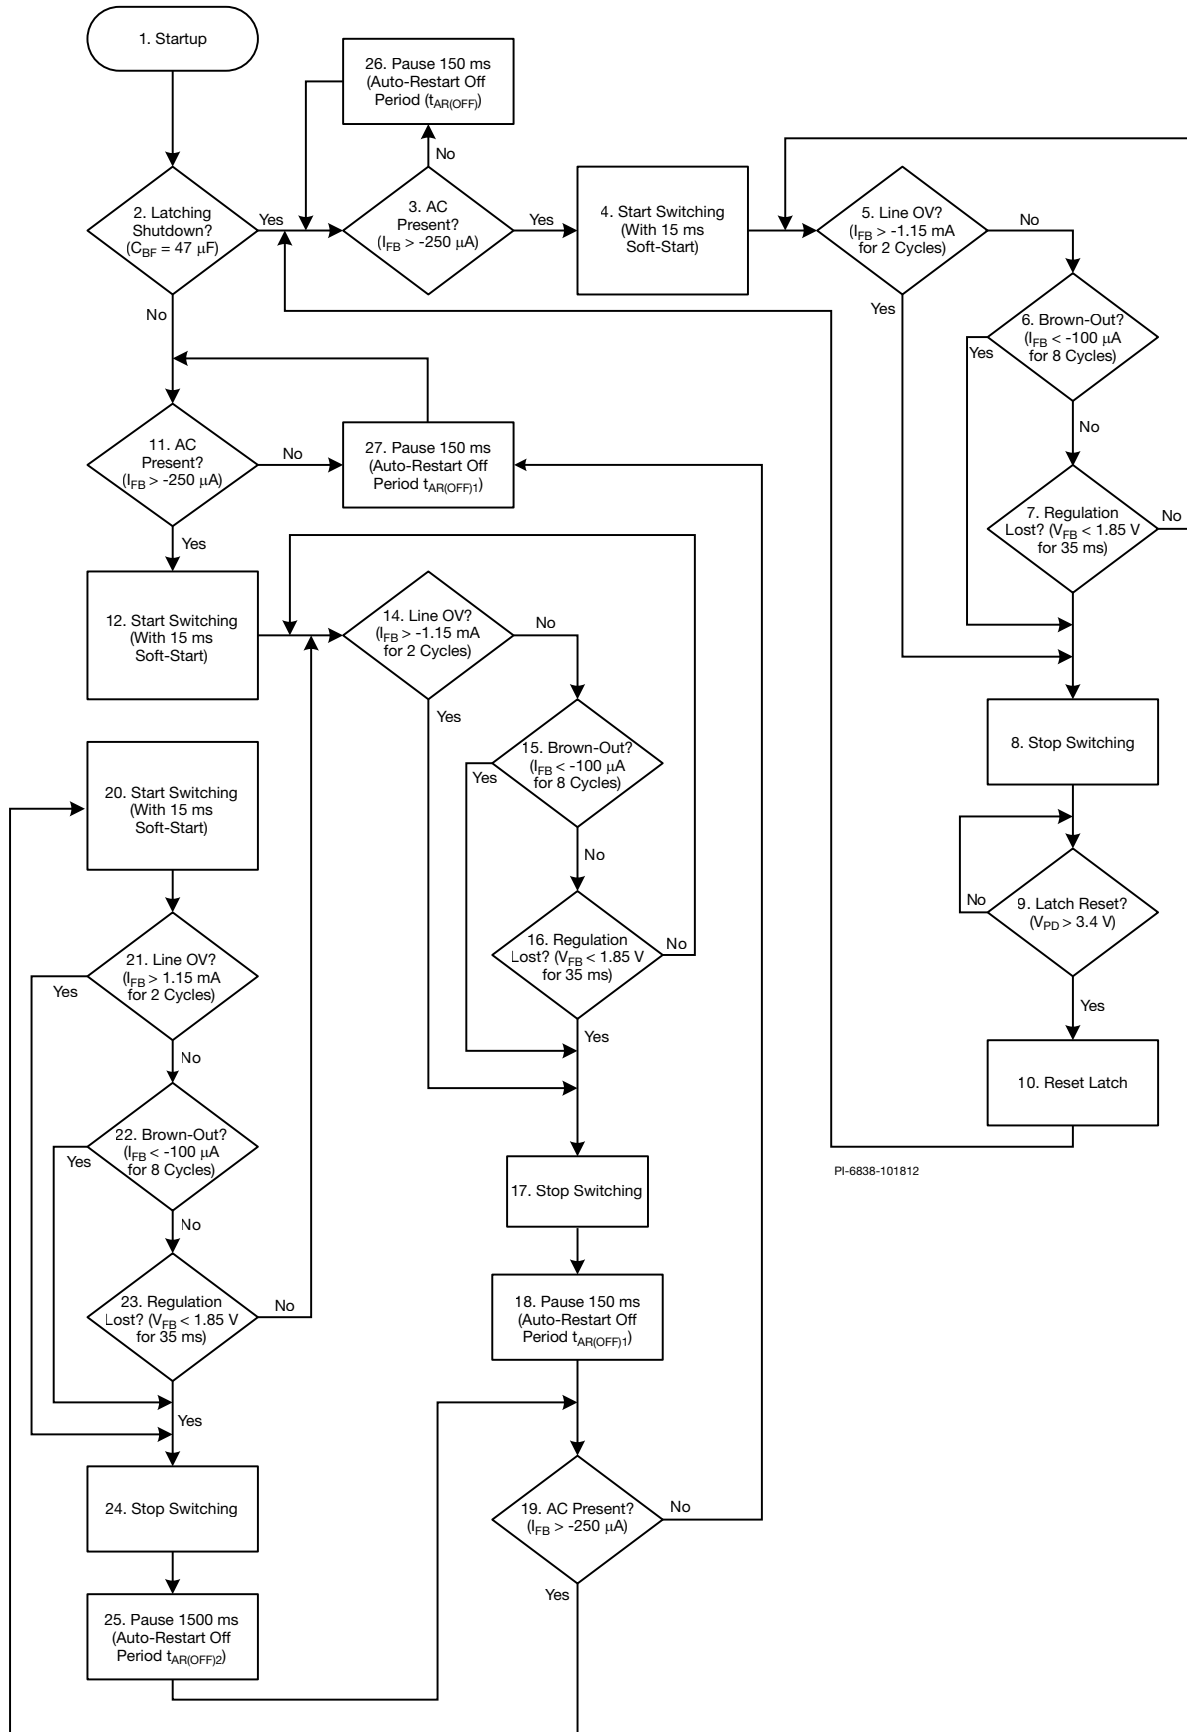 1. Startup
26. Pause 150 ms
(Auto-Restart Off
Period (tAR(OFF))
No
2. Latching
Shutdown?
(CBF = 47 μF)
Yes
3. AC
Present?
(IFB > -250 μA)
Yes
4. Start Switching
(With 15 ms
Soft-Start)
5. Line OV?
(IFB > -1.15 mA
for 2 Cycles)
No
Yes
No
6. Brown-Out?
(IFB < -100 μA
for 8 Cycles)
Yes
No
7. Regulation
Lost? (VFB < 1.85 V
for 35 ms)
No
8. Stop Switching
9. Latch Reset?
(VPD > 3.4 V)
No
Yes
10. Reset Latch
PI-6838-101812
11. AC
Present?
(IFB > -250 μA)
No
Yes
27. Pause 150 ms
(Auto-Restart Off
Period tAR(OFF)1)
12. Start Switching
(With 15 ms
Soft-Start)
14. Line OV?
(IFB > -1.15 mA
for 2 Cycles)
No
Yes
15. Brown-Out?
(IFB < -100 μA
for 8 Cycles)
Yes
No
16. Regulation
Lost? (VFB < 1.85 V
for 35 ms)
No
Yes
17. Stop Switching
18. Pause 150 ms
(Auto-Restart Off
Period tAR(OFF)1)
19. AC Present?
(IFB > -250 μA)
No
Yes
20. Start Switching
(With 15 ms
Soft-Start)
21. Line OV?
(IFB > 1.15 mA
for 2 Cycles)
Yes
No
22. Brown-Out?
(IFB < -100 μA
for 8 Cycles)
Yes
No
23. Regulation
Lost? (VFB < 1.85 V
for 35 ms)
No
Yes
24. Stop Switching
25. Pause 1500 ms
(Auto-Restart Off
Period tAR(OFF)2)